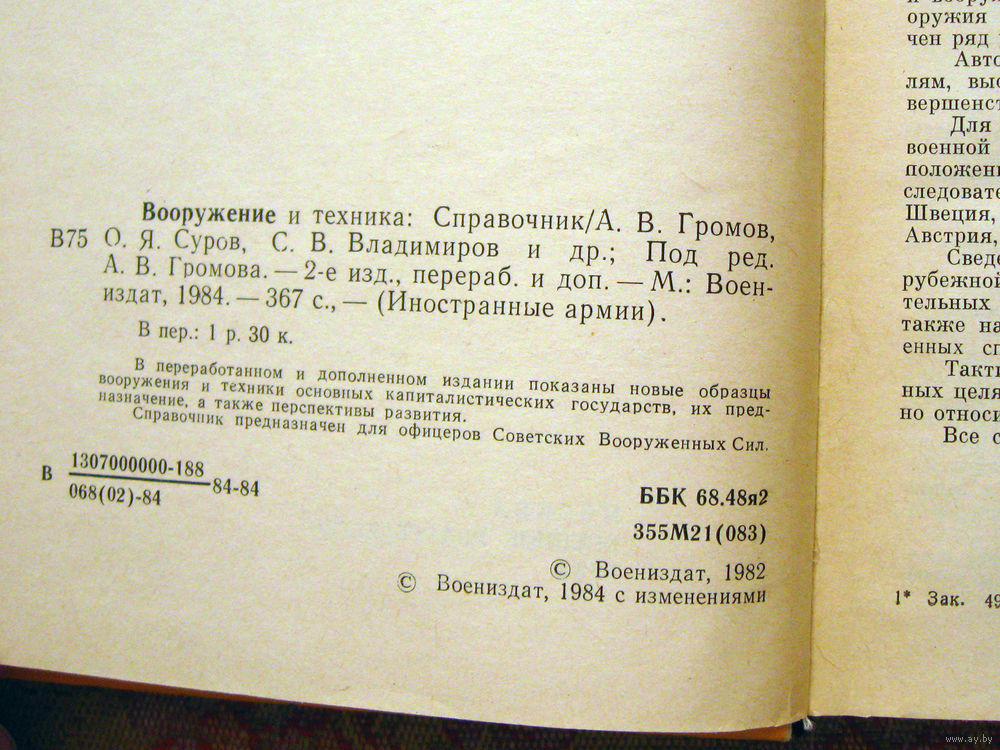 Вооружение и техника: Справочник/А. В. Громов,
В75 О. Я. Суров, С. В. Владимиров и др.; Под ред.
А. В. Громова. — 2-е изд., перераб. и доп. — М.: Воен-
издат, 1984. — 367 с., — (Иностранные армии).
В пер.: 1 р. 30 к.
В переработанном и дополненном издании показаны новые образцы
вооружения и техники основных капиталистических государств, их пред-
назначение, а также перспективы развития.
Справочник предназначен для офицеров Советских Вооруженных Сил.
В 1307000000-188
068(02)-84 84-84
ББК 68.48я2
355М21(083)
© Воениздат, 1982
© Воениздат, 1984 с изменениями
оружия
чен ряд
Авто
лям, выс
вершенст
Для
военной
положени
следовате
Швеция,
Австрия,
Сведе
рубежной
тельных
также на
енных сп
Такти
ных целя
но относи
Все с
1* Зак. 49
www.ay.by